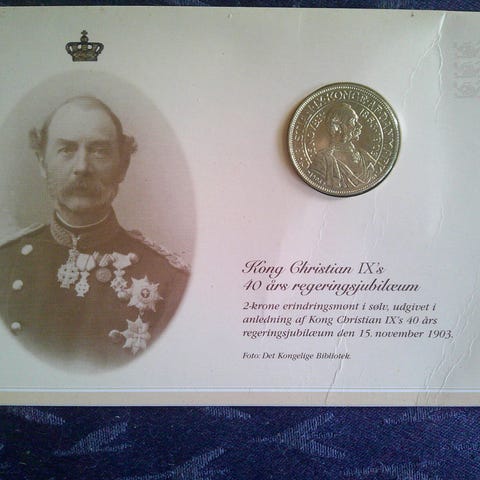 Kong Christian IX's
40 års regeringsjubilæum
2-krone erindringsmønt i sølv, udgivet i
anledning af Kong Christian IX's 40 års
regeringsjubilæum den 15. november 1903.
Foto: Det Kongelige Bibliotek.